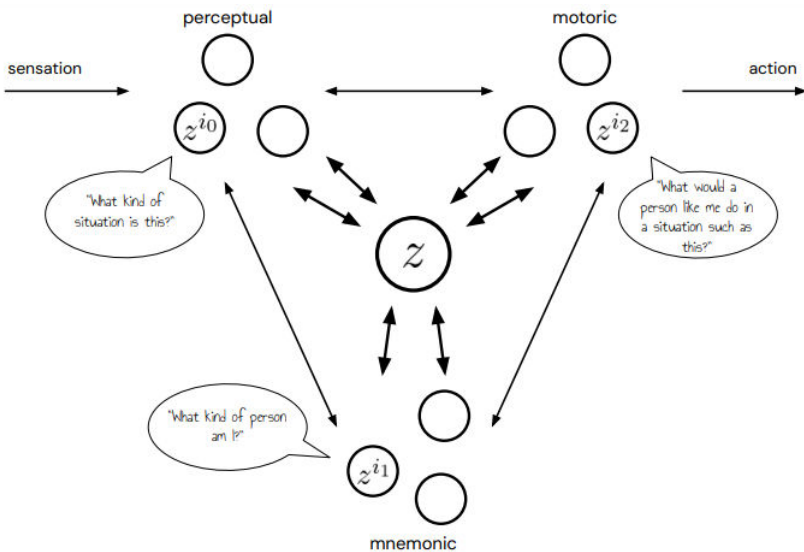 perceptual
motoric
sensation
action
z^{i_0}
z^{i_2}
"What kind of
situation is this?"
"What would a
person like me do in
a situation such as
this?"
z
"What kind of person
am I?"
z^{i_1}
mnemonic